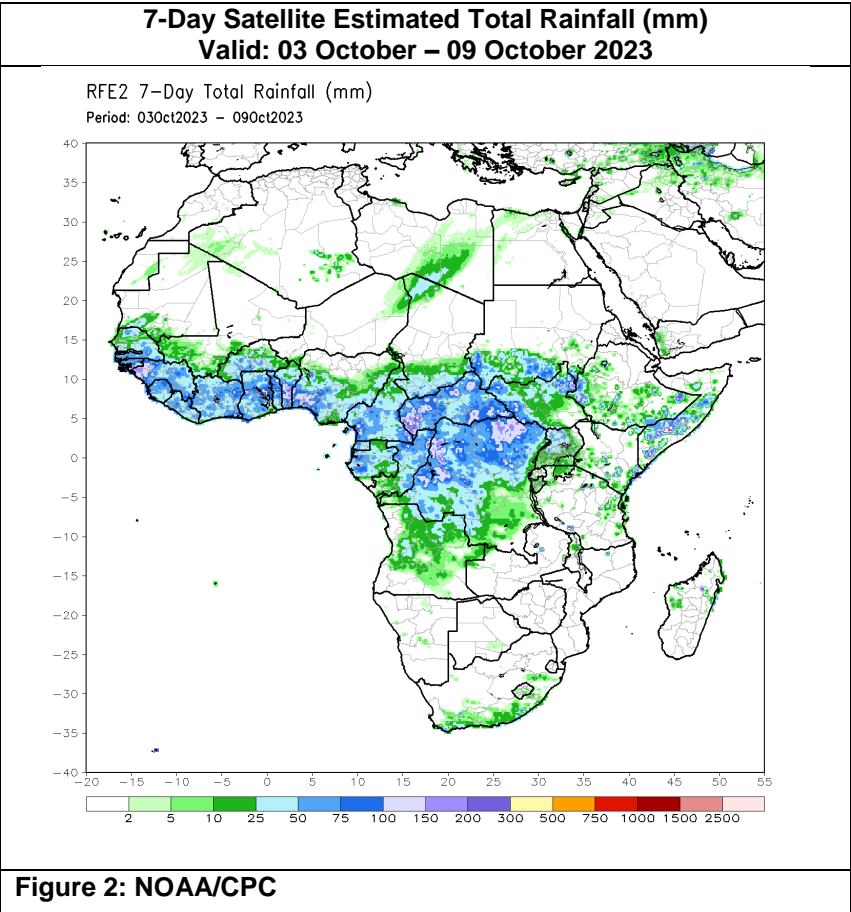 7-Day Satellite Estimated Total Rainfall (mm)
Valid: 03 October – 09 October 2023
RFE2 7-Day Total Rainfall (mm)
Period: 03Oct2023 – 09Oct2023
40
35
30
25
20
15
10
5
0
−5
−10
−15
−20
−25
−30
−35
−40
−20 −15 −10 −5 0 5 10 15 20 25 30 35 40 45 50 55
2 5 10 25 50 75 100 150 200 300 500 750 1000 1500 2500
Figure 2: NOAA/CPC